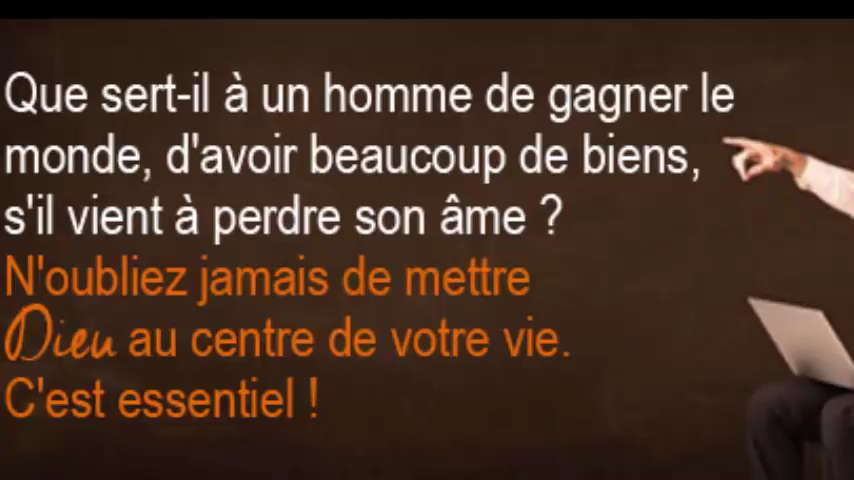 Que sert-il à un homme de gagner le
monde, d'avoir beaucoup de biens,
s'il vient à perdre son âme ?
N'oubliez jamais de mettre
Dieu au centre de votre vie.
C'est essentiel !